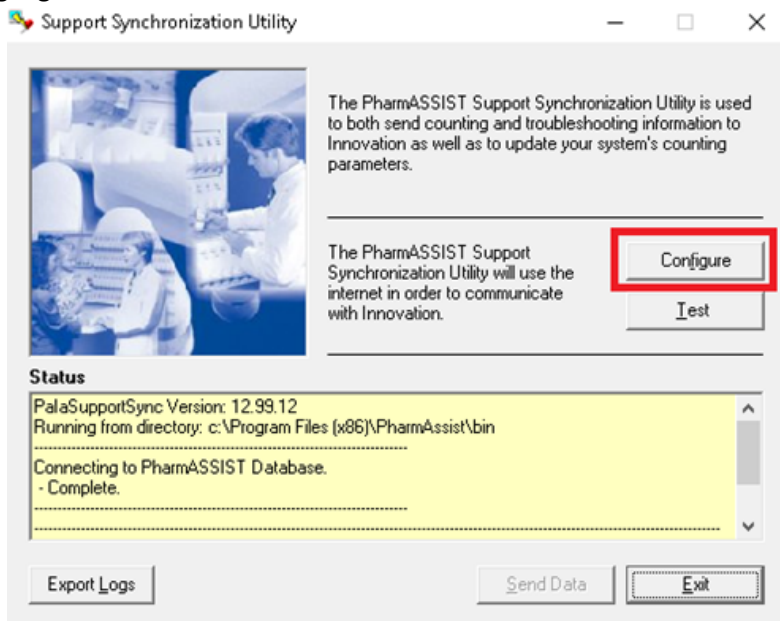 Support Synchronization Utility
The PharmASSIST Support Synchronization Utility is used
to both send counting and troubleshooting information to
Innovation as well as to update your system's counting
parameters.
The PharmASSIST Support
Synchronization Utility will use the
internet in order to communicate
with Innovation.
Configure
Test
Status
PalaSupportSync Version: 12.99.12
Running from directory: c:\Program Files (x86)\PharmAssist\bin
Connecting to PharmASSIST Database.
- Complete.
Export Logs
Send Data
Exit